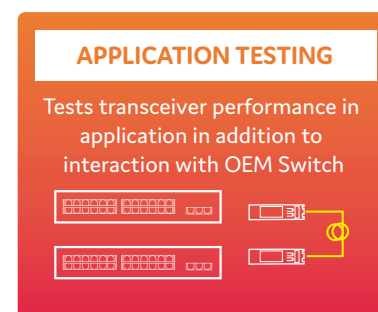 APPLICATION TESTING
Tests transceiver performance in
application in addition to
interaction with OEM Switch